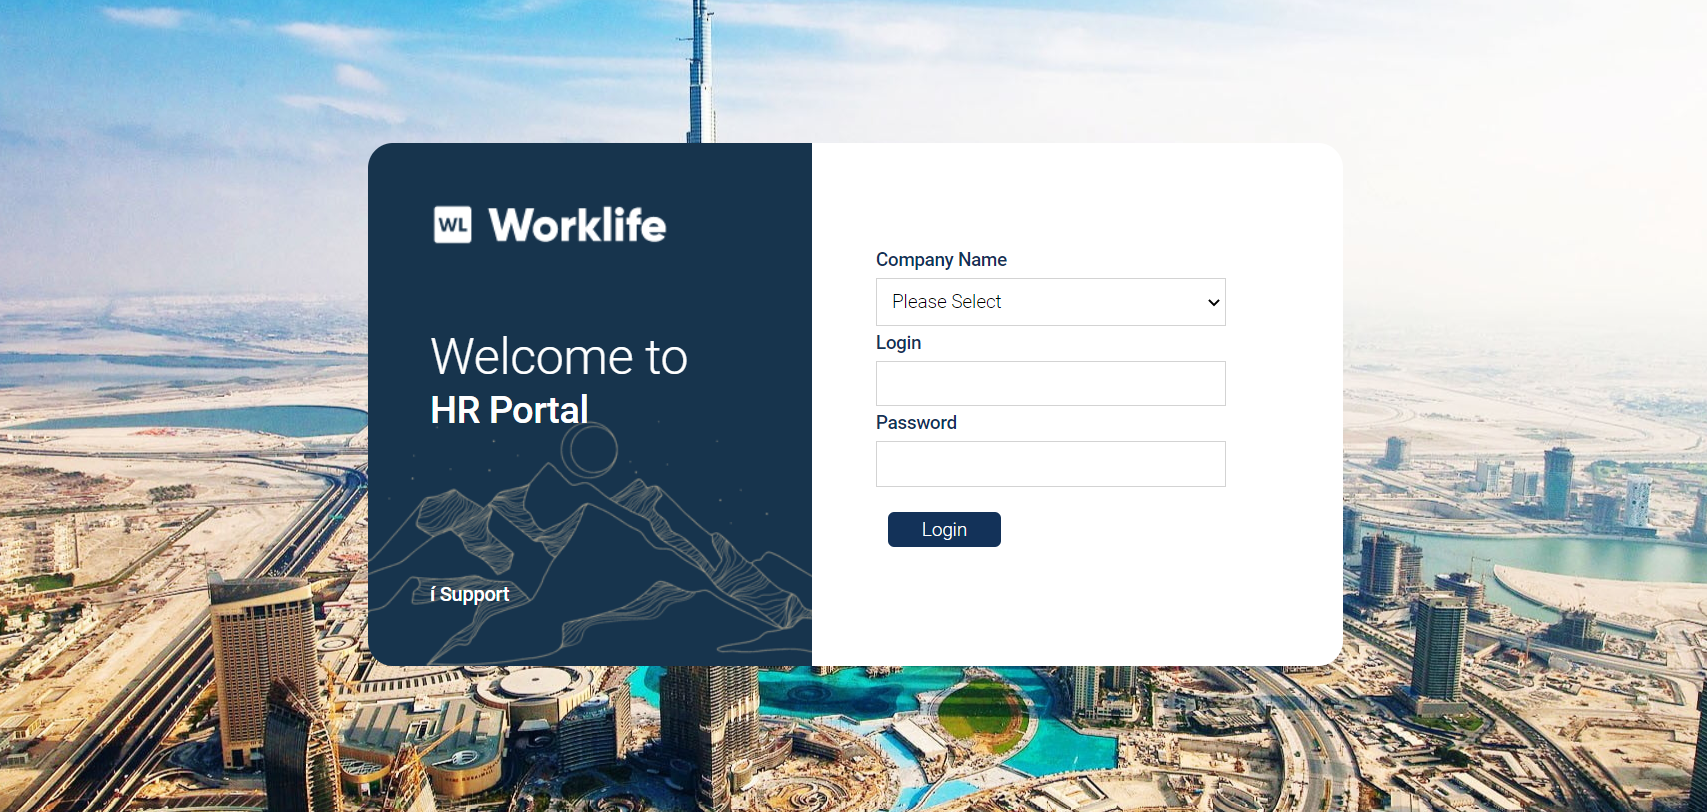 WL Worklife
Welcome to
HR Portal
í Support
Company Name
Please Select
Login
Password
Login